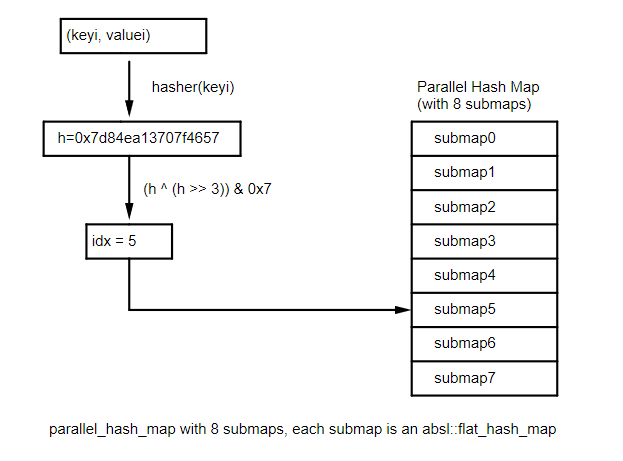 (keyi, valuei)
hasher(keyi)
h=0x7d84ea13707f4657
(h ^ (h >> 3)) & 0x7
idx = 5
Parallel Hash Map
(with 8 submaps)
submap0
submap1
submap2
submap3
submap4
submap5
submap6
submap7
parallel_hash_map with 8 submaps, each submap is an absl::flat_hash_map